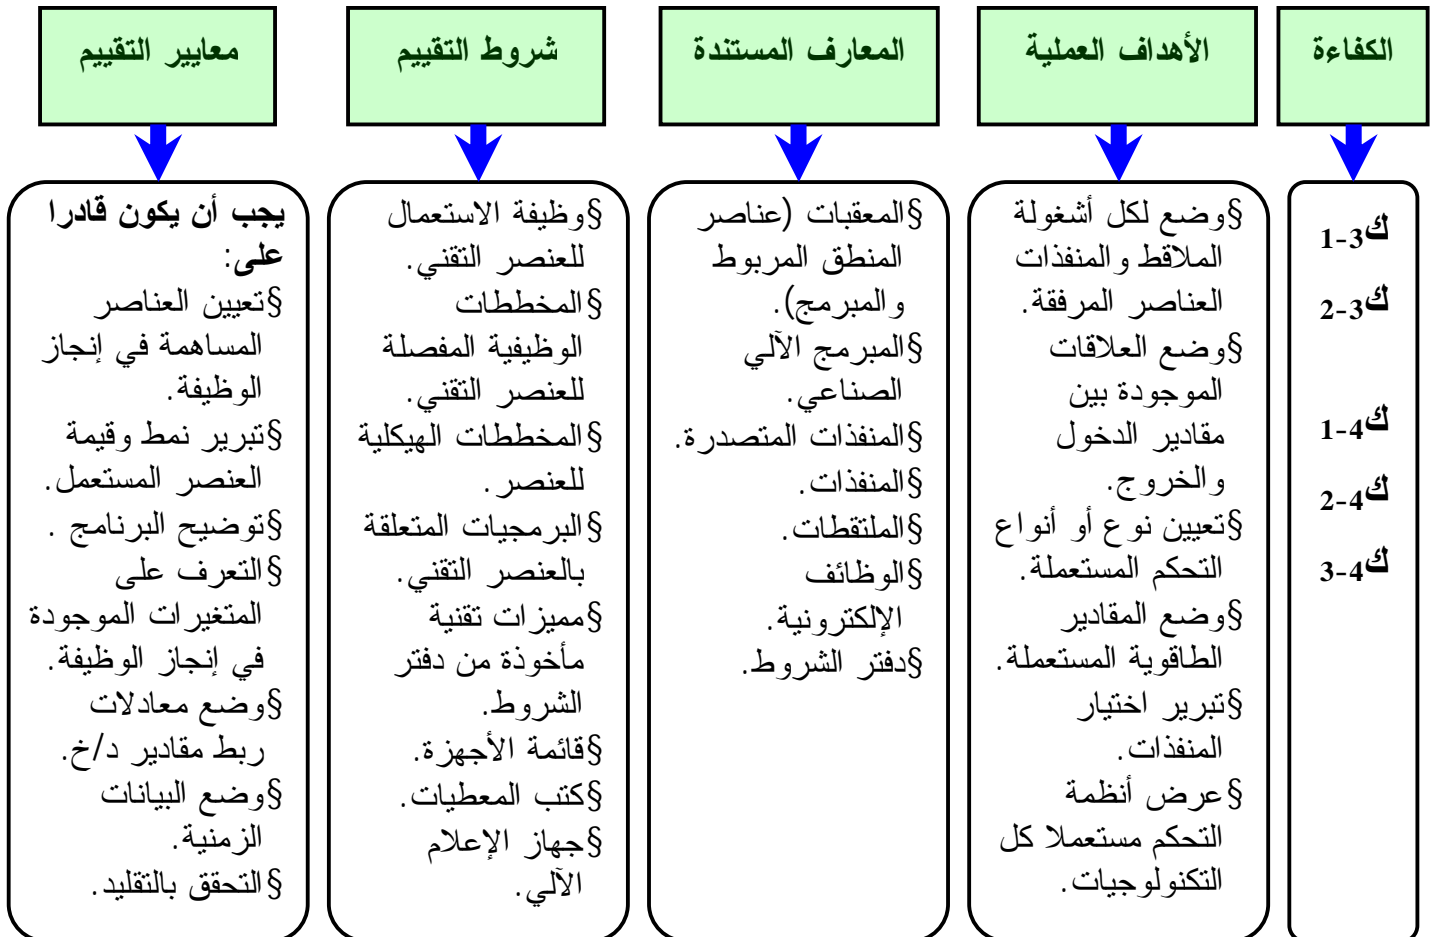 الكفاءة
الأهداف العملية
المعارف المستندة
شروط التقييم
معايير التقييم
ك3-1
ك3-2
ك4-1
ك4-2
ك4-3
§وضع لكل أشغولة
الملاقط والمنفذات
العناصر المرفقة.
§وضع العلاقات
الموجودة بين
مقادير الدخول
والخروج.
§تعيين نوع أو أنواع
التحكم المستعملة.
§وضع المقادير
الطاقوية المستعملة.
§تبرير اختيار
المنفذات.
§عرض أنظمة
التحكم مستعملا كل
التكنولوجيات.
§المعقبات (عناصر
المنطق المربوط
والمبرمج).
§المبرمج الآلي
الصناعي.
§المنفذات المتصدرة.
§المنفذات.
§الملتقطات.
§الوظائف
الإلكترونية.
§دفتر الشروط.
§وظيفة الاستعمال
للعنصر التقني.
§المخططات
الوظيفية المفصلة
للعنصر التقني.
§المخططات الهيكلية
للعنصر.
§البرمجيات المتعلقة
بالعنصر التقني.
§مميزات تقنية
مأخوذة من دفتر
الشروط.
§قائمة الأجهزة.
§كتب المعطيات.
§جهاز الإعلام
الآلي.
يجب أن يكون قادرا
على:
§تعيين العناصر
المساهمة في إنجاز
الوظيفة.
§تبرير نمط وقيمة
العنصر المستعمل.
§توضيح البرنامج .
§التعرف على
المتغيرات الموجودة
في إنجاز الوظيفة.
§وضع معادلات
ربط مقادير د/خ.
§وضع البيانات
الزمنية.
§التحقق بالتقليد.